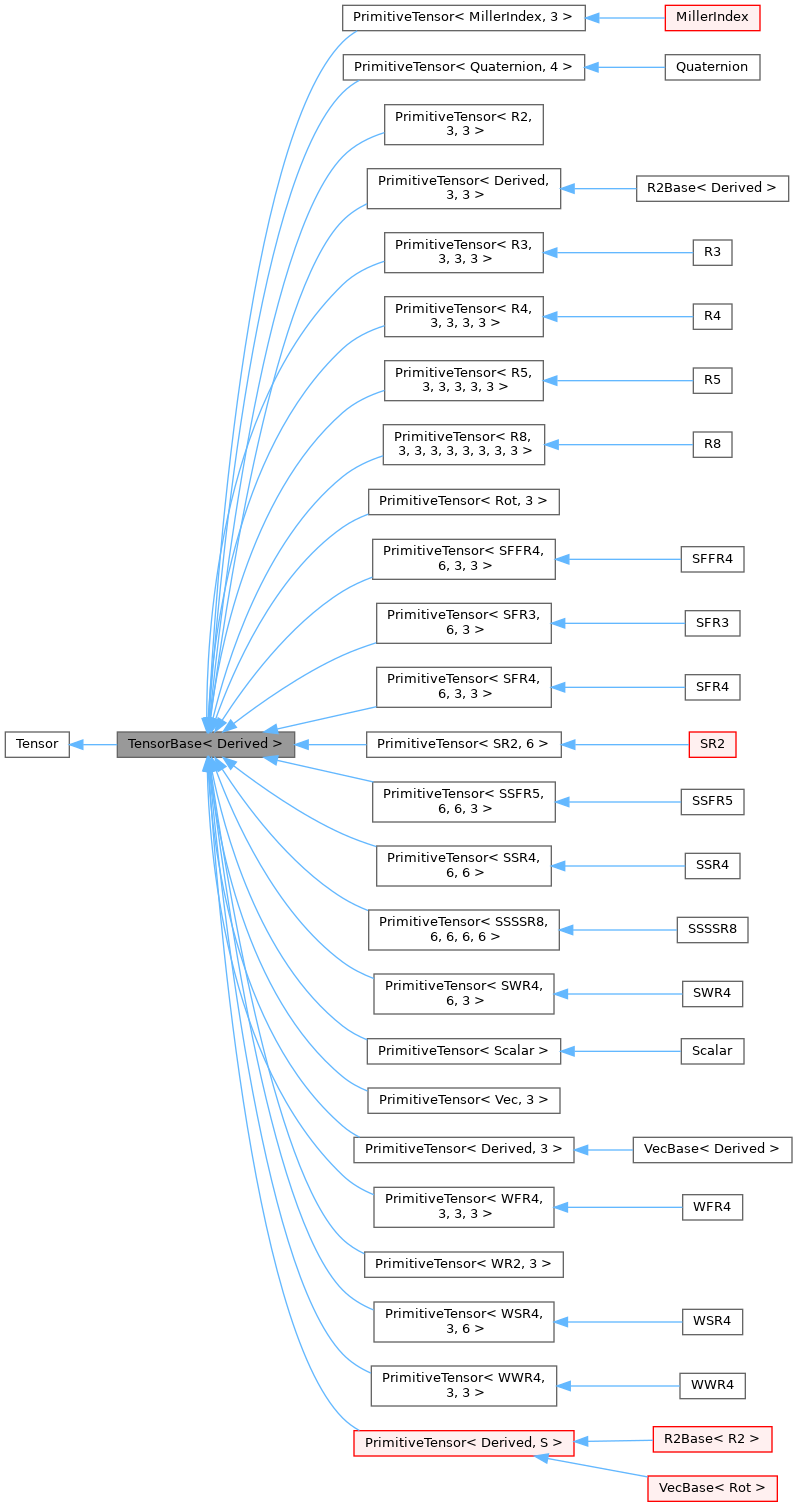 PrimitiveTensor< MillerIndex, 3 >
MillerIndex
PrimitiveTensor< Quaternion, 4 >
Quaternion
PrimitiveTensor< R2,
3, 3 >
PrimitiveTensor< Derived,
3, 3 >
R2Base< Derived >
PrimitiveTensor< R3,
3, 3, 3 >
R3
PrimitiveTensor< R4,
3, 3, 3, 3 >
R4
PrimitiveTensor< R5,
3, 3, 3, 3, 3 >
R5
PrimitiveTensor< R8,
3, 3, 3, 3, 3, 3, 3, 3 >
R8
PrimitiveTensor< Rot, 3 >
PrimitiveTensor< SFFR4,
6, 3, 3 >
SFFR4
PrimitiveTensor< SFR3,
6, 3 >
SFR3
PrimitiveTensor< SFR4,
6, 3, 3 >
SFR4
Tensor
TensorBase< Derived >
PrimitiveTensor< SR2, 6 >
SR2
PrimitiveTensor< SSFR5,
6, 6, 3 >
SSFR5
PrimitiveTensor< SSR4,
6, 6 >
SSR4
PrimitiveTensor< SSSSR8,
6, 6, 6, 6 >
SSSSR8
PrimitiveTensor< SWR4,
6, 3 >
SWR4
PrimitiveTensor< Scalar >
Scalar
PrimitiveTensor< Vec, 3 >
PrimitiveTensor< Derived, 3 >
VecBase< Derived >
PrimitiveTensor< WFR4,
3, 3, 3 >
WFR4
PrimitiveTensor< WR2, 3 >
PrimitiveTensor< WSR4,
3, 6 >
WSR4
PrimitiveTensor< WWR4,
3, 3 >
WWR4
PrimitiveTensor< Derived, S >
R2Base< R2 >
VecBase< Rot >